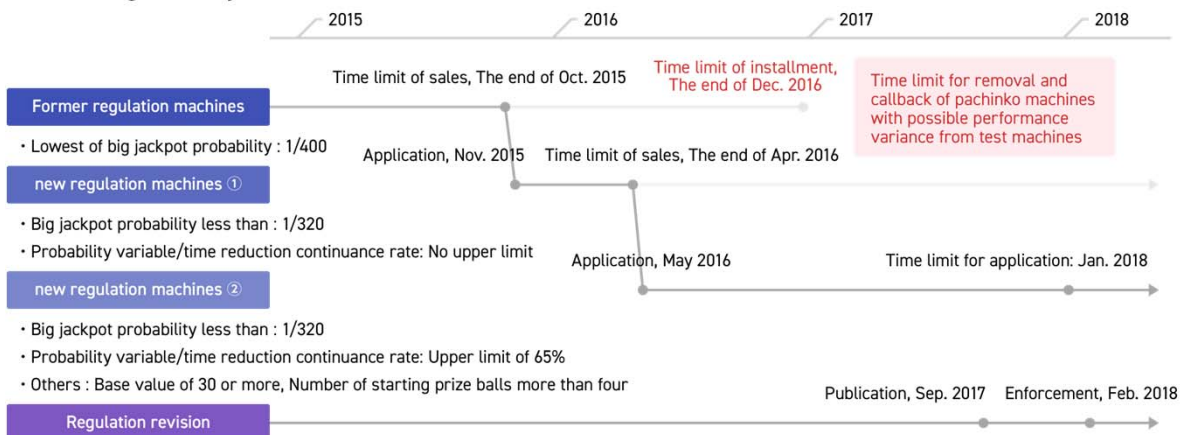 2015
2016
2017
2018
Time limit of sales, The end of Oct. 2015
Time limit of installment,
The end of Dec. 2016
Time limit for removal and
callback of pachinko machines
with possible performance
variance from test machines
Former regulation machines
・Lowest of big jackpot probability : 1/400
Application, Nov. 2015
Time limit of sales, The end of Apr. 2016
new regulation machines ①
・Big jackpot probability less than : 1/320
・Probability variable/time reduction continuance rate: No upper limit
Application, May 2016
Time limit for application: Jan. 2018
new regulation machines ②
・Big jackpot probability less than : 1/320
・Probability variable/time reduction continuance rate: Upper limit of 65%
・Others : Base value of 30 or more, Number of starting prize balls more than four
Publication, Sep. 2017
Enforcement, Feb. 2018
Regulation revision